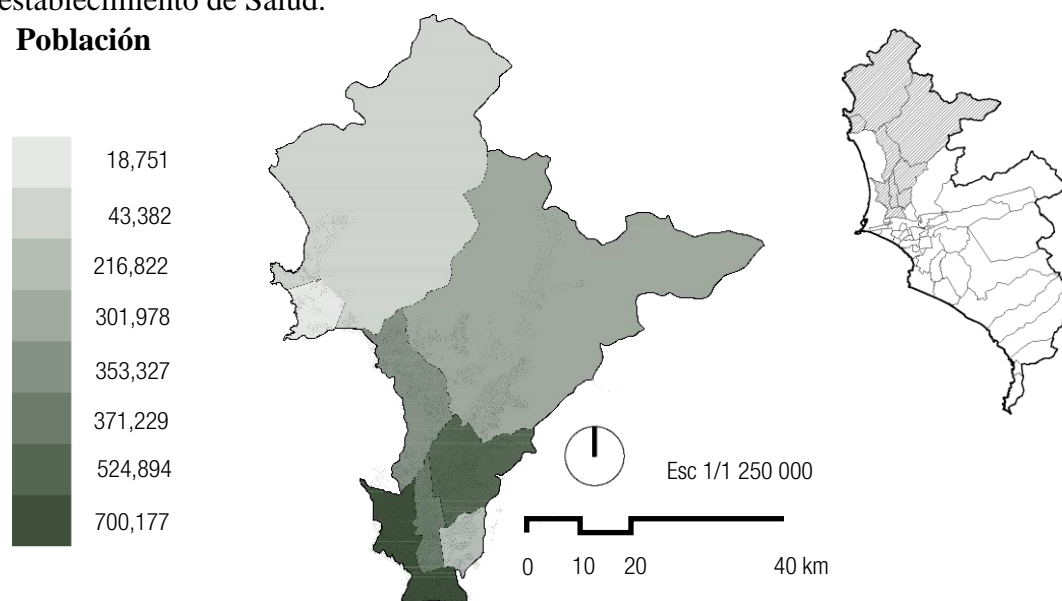 establecimento de Salud.
Población
18,751
43,382
216,822
301,978
353,327
371,229
524,894
700,177
Esc 1/1 250 000
0 10 20 40 km